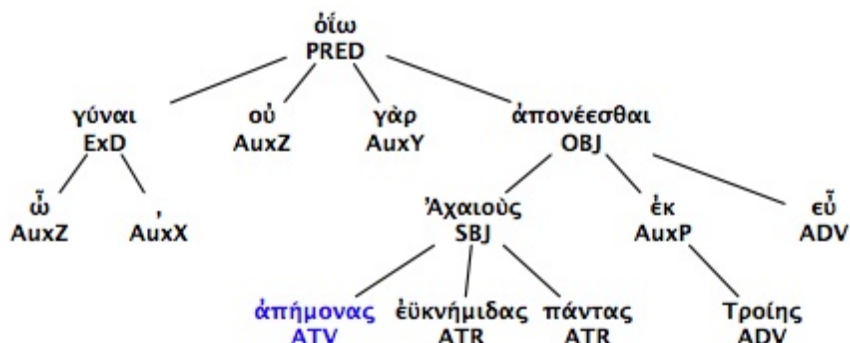 ὀΐω
PRED
γύναι οὐ γὰρ ἀπονέεσθαι
ExD AuxZ AuxY OBJ
ὦ , Ἀχαιοὺς ἐκ εὖ
AuxZ AuxX SBJ AuxP ADV
ἀπήμονας ἐϋκνήμιδας πάντας Τροίης
ATV ATR ATR ADV